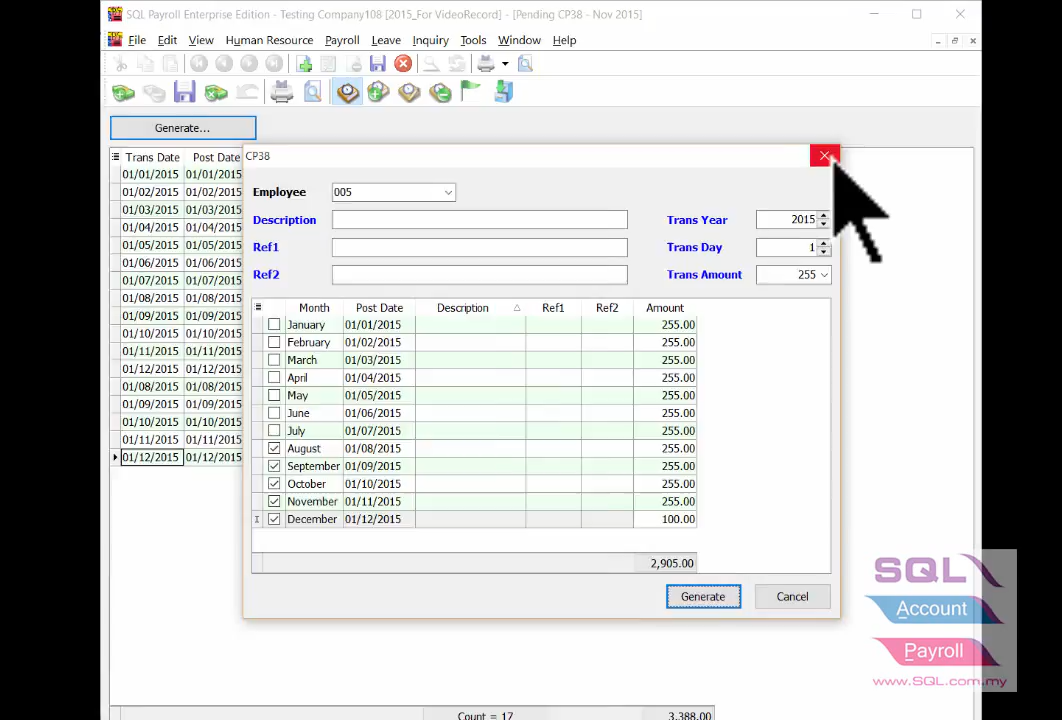 SQL Payroll Enterprise Edition - Testing Company108 [2015_For VideoRecord] - [Pending CP38 - Nov 2015]
File Edit View Human Resource Payroll Leave Inquiry Tools Window Help
Generate...
Trans Date Post Date
01/01/2015 01/01/2015
01/02/2015 01/02/2015
01/03/2015 01/03/2015
01/04/2015 01/04/2015
01/05/2015 01/05/2015
01/06/2015 01/06/2015
01/07/2015 01/07/2015
01/08/2015 01/08/2015
01/09/2015 01/09/2015
01/10/2015 01/10/2015
01/11/2015 01/11/2015
01/12/2015 01/12/2015
01/08/2015 01/08/2015
01/09/2015 01/09/2015
01/10/2015 01/10/2015
01/11/2015 01/11/2015
01/12/2015 01/12/2015
CP38
Employee 005
Description Trans Year 2015
Ref1 Trans Day 1
Ref2 Trans Amount 255
Month Post Date Description Ref1 Ref2 Amount
January 01/01/2015 255.00
February 01/02/2015 255.00
March 01/03/2015 255.00
April 01/04/2015 255.00
May 01/05/2015 255.00
June 01/06/2015 255.00
July 01/07/2015 255.00
August 01/08/2015 255.00
September 01/09/2015 255.00
October 01/10/2015 255.00
November 01/11/2015 255.00
December 01/12/2015 100.00
2,905.00
Generate Cancel
SQL
Account
Payroll
www.SQL.com.my
Count = 17 3,388.00